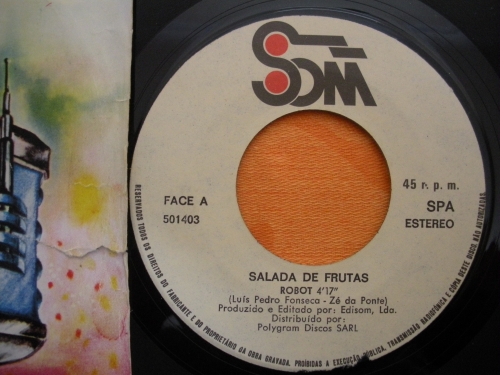 SOM
FACE A
501403
45 r. p. m.
SPA
ESTEREO
SALADA DE FRUTAS
ROBOT 4'17"
(Luís Pedro Fonseca - Zé da Ponte)
Produzido e Editado por: Edisom, Lda.
Distribuído por:
Polygram Discos SARL
RESERVADOS TODOS OS DIREITOS DO FABRICANTE E DO PROPRIETÁRIO DA OBRA GRAVADA. PROIBIDAS A EXECUÇÃO PÚBLICA, TRANSMISSÃO RADIOFÓNICA E CÓPIA DESTE DISCO NÃO AUTORIZADAS.